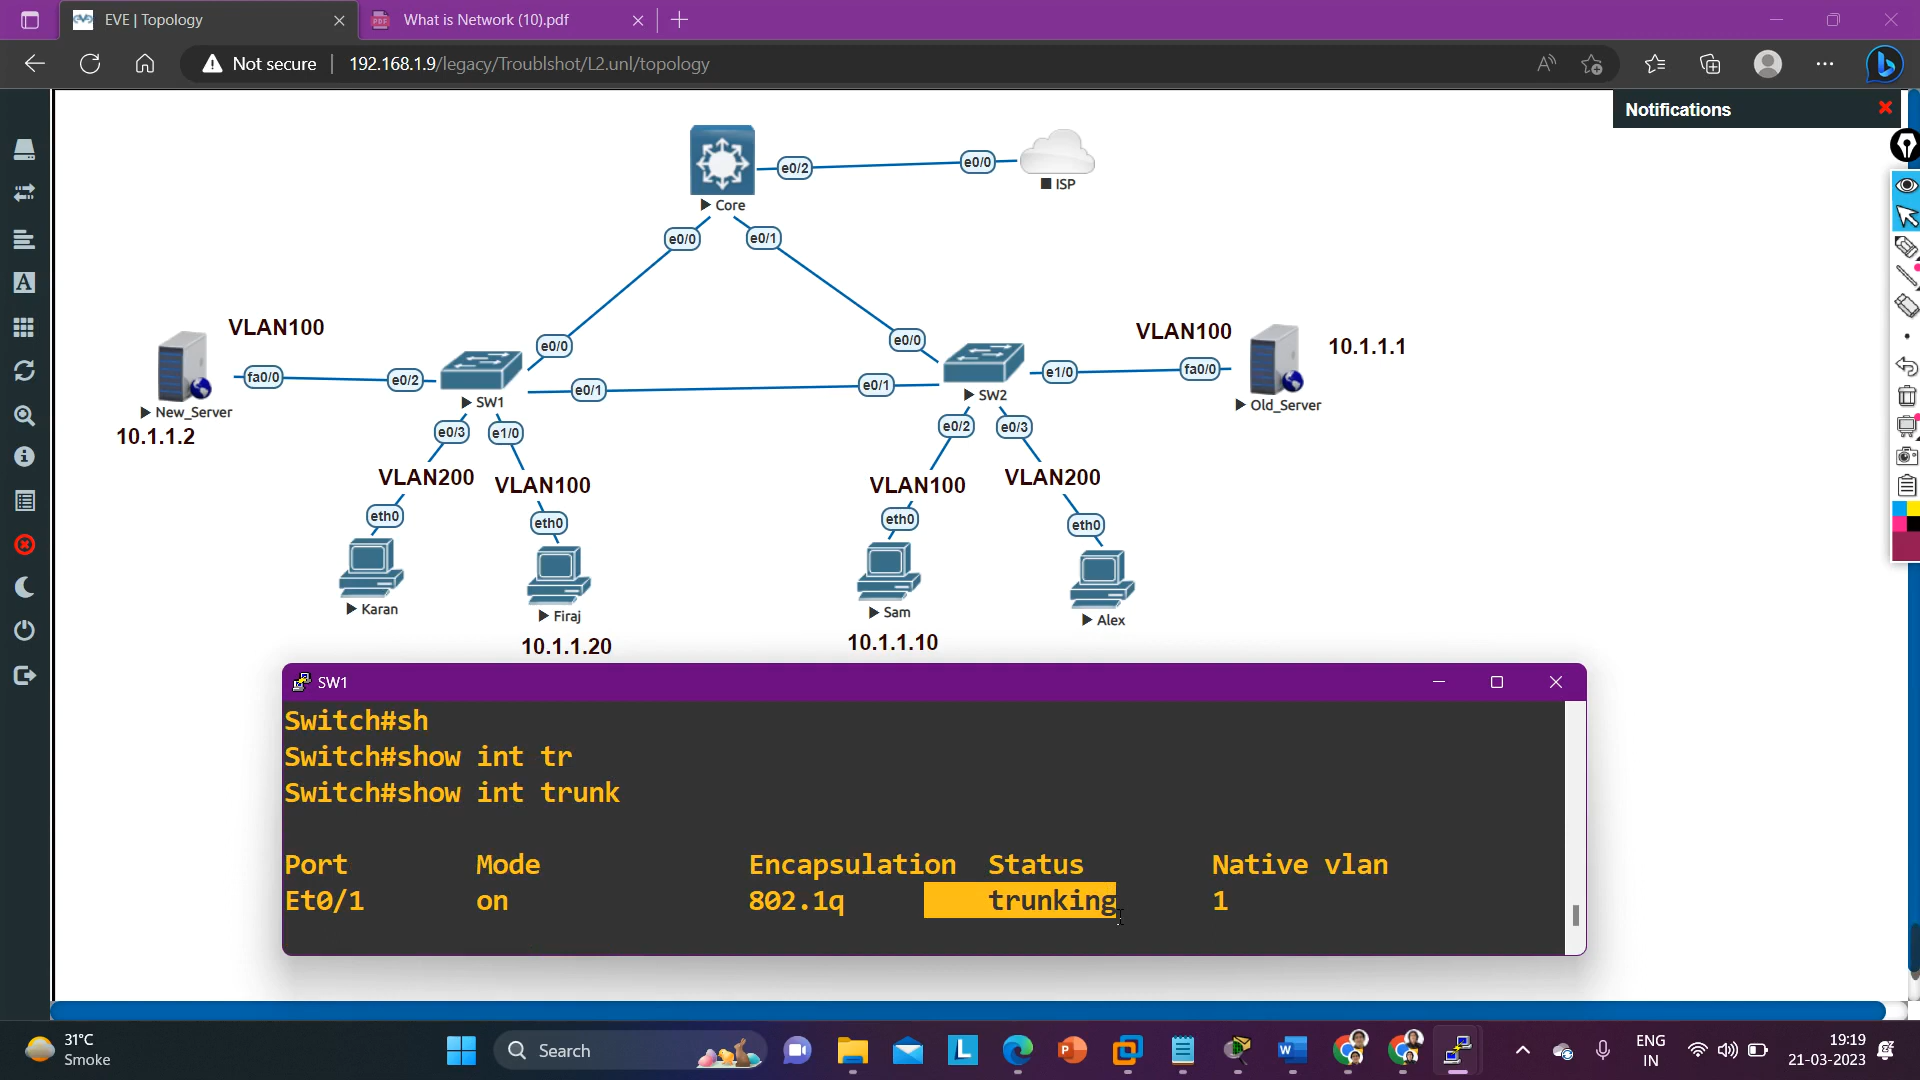 EVE | Topology
What is Network (10).pdf
Not secure
192.168.1.9/legacy/Troublshot/L2.unl/topology
Notifications
Core
e0/2
e0/0
ISP
e0/0
e0/1
VLAN100
New_Server
10.1.1.2
fa0/0
e0/2
SW1
e0/0
e0/1
e0/1
e0/0
SW2
e1/0
fa0/0
VLAN100
10.1.1.1
Old_Server
e0/3
e1/0
e0/2
e0/3
VLAN200
VLAN100
VLAN100
VLAN200
eth0
eth0
eth0
eth0
Karan
Firaj
Sam
Alex
10.1.1.20
10.1.1.10
SW1
Switch#sh
Switch#show int tr
Switch#show int trunk
Port Mode Encapsulation Status Native vlan
Et0/1 on 802.1q trunking 1
31°C
Smoke
Search
ENG
IN
19:19
21-03-2023